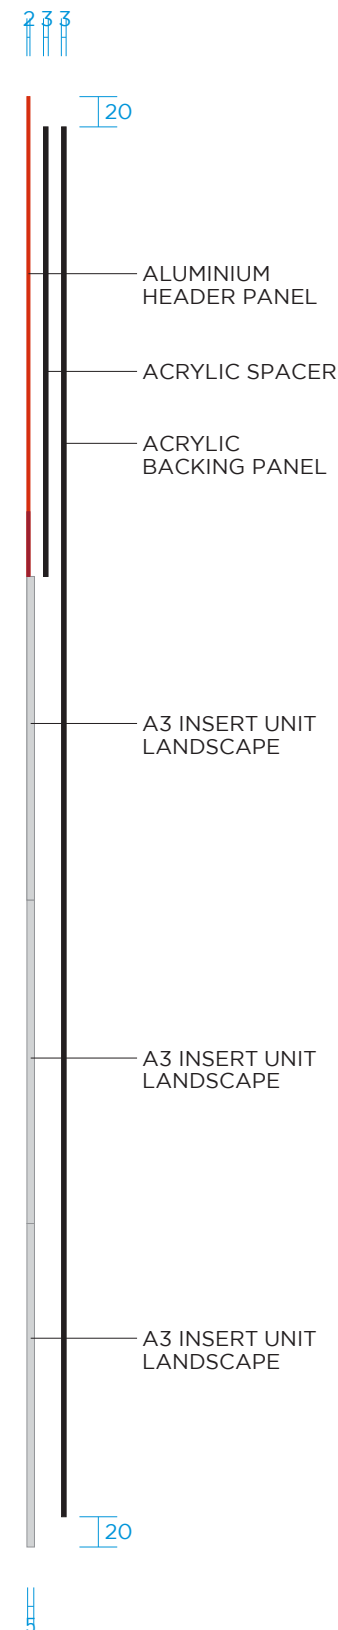 2 3 3
20
ALUMINIUM
HEADER PANEL
ACRYLIC SPACER
ACRYLIC
BACKING PANEL
A3 INSERT UNIT
LANDSCAPE
A3 INSERT UNIT
LANDSCAPE
A3 INSERT UNIT
LANDSCAPE
20
5